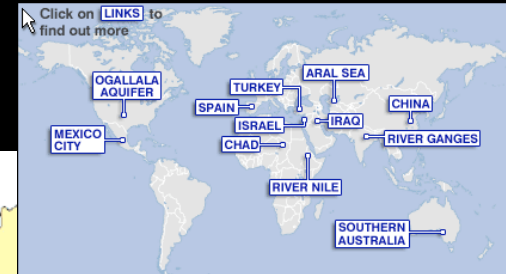 Click on LINKS to
find out more
OGALLALA
AQUIFER
TURKEY
ARAL SEA
SPAIN
CHINA
ISRAEL
IRAQ
MEXICO
CITY
CHAD
RIVER GANGES
RIVER NILE
SOUTHERN
AUSTRALIA